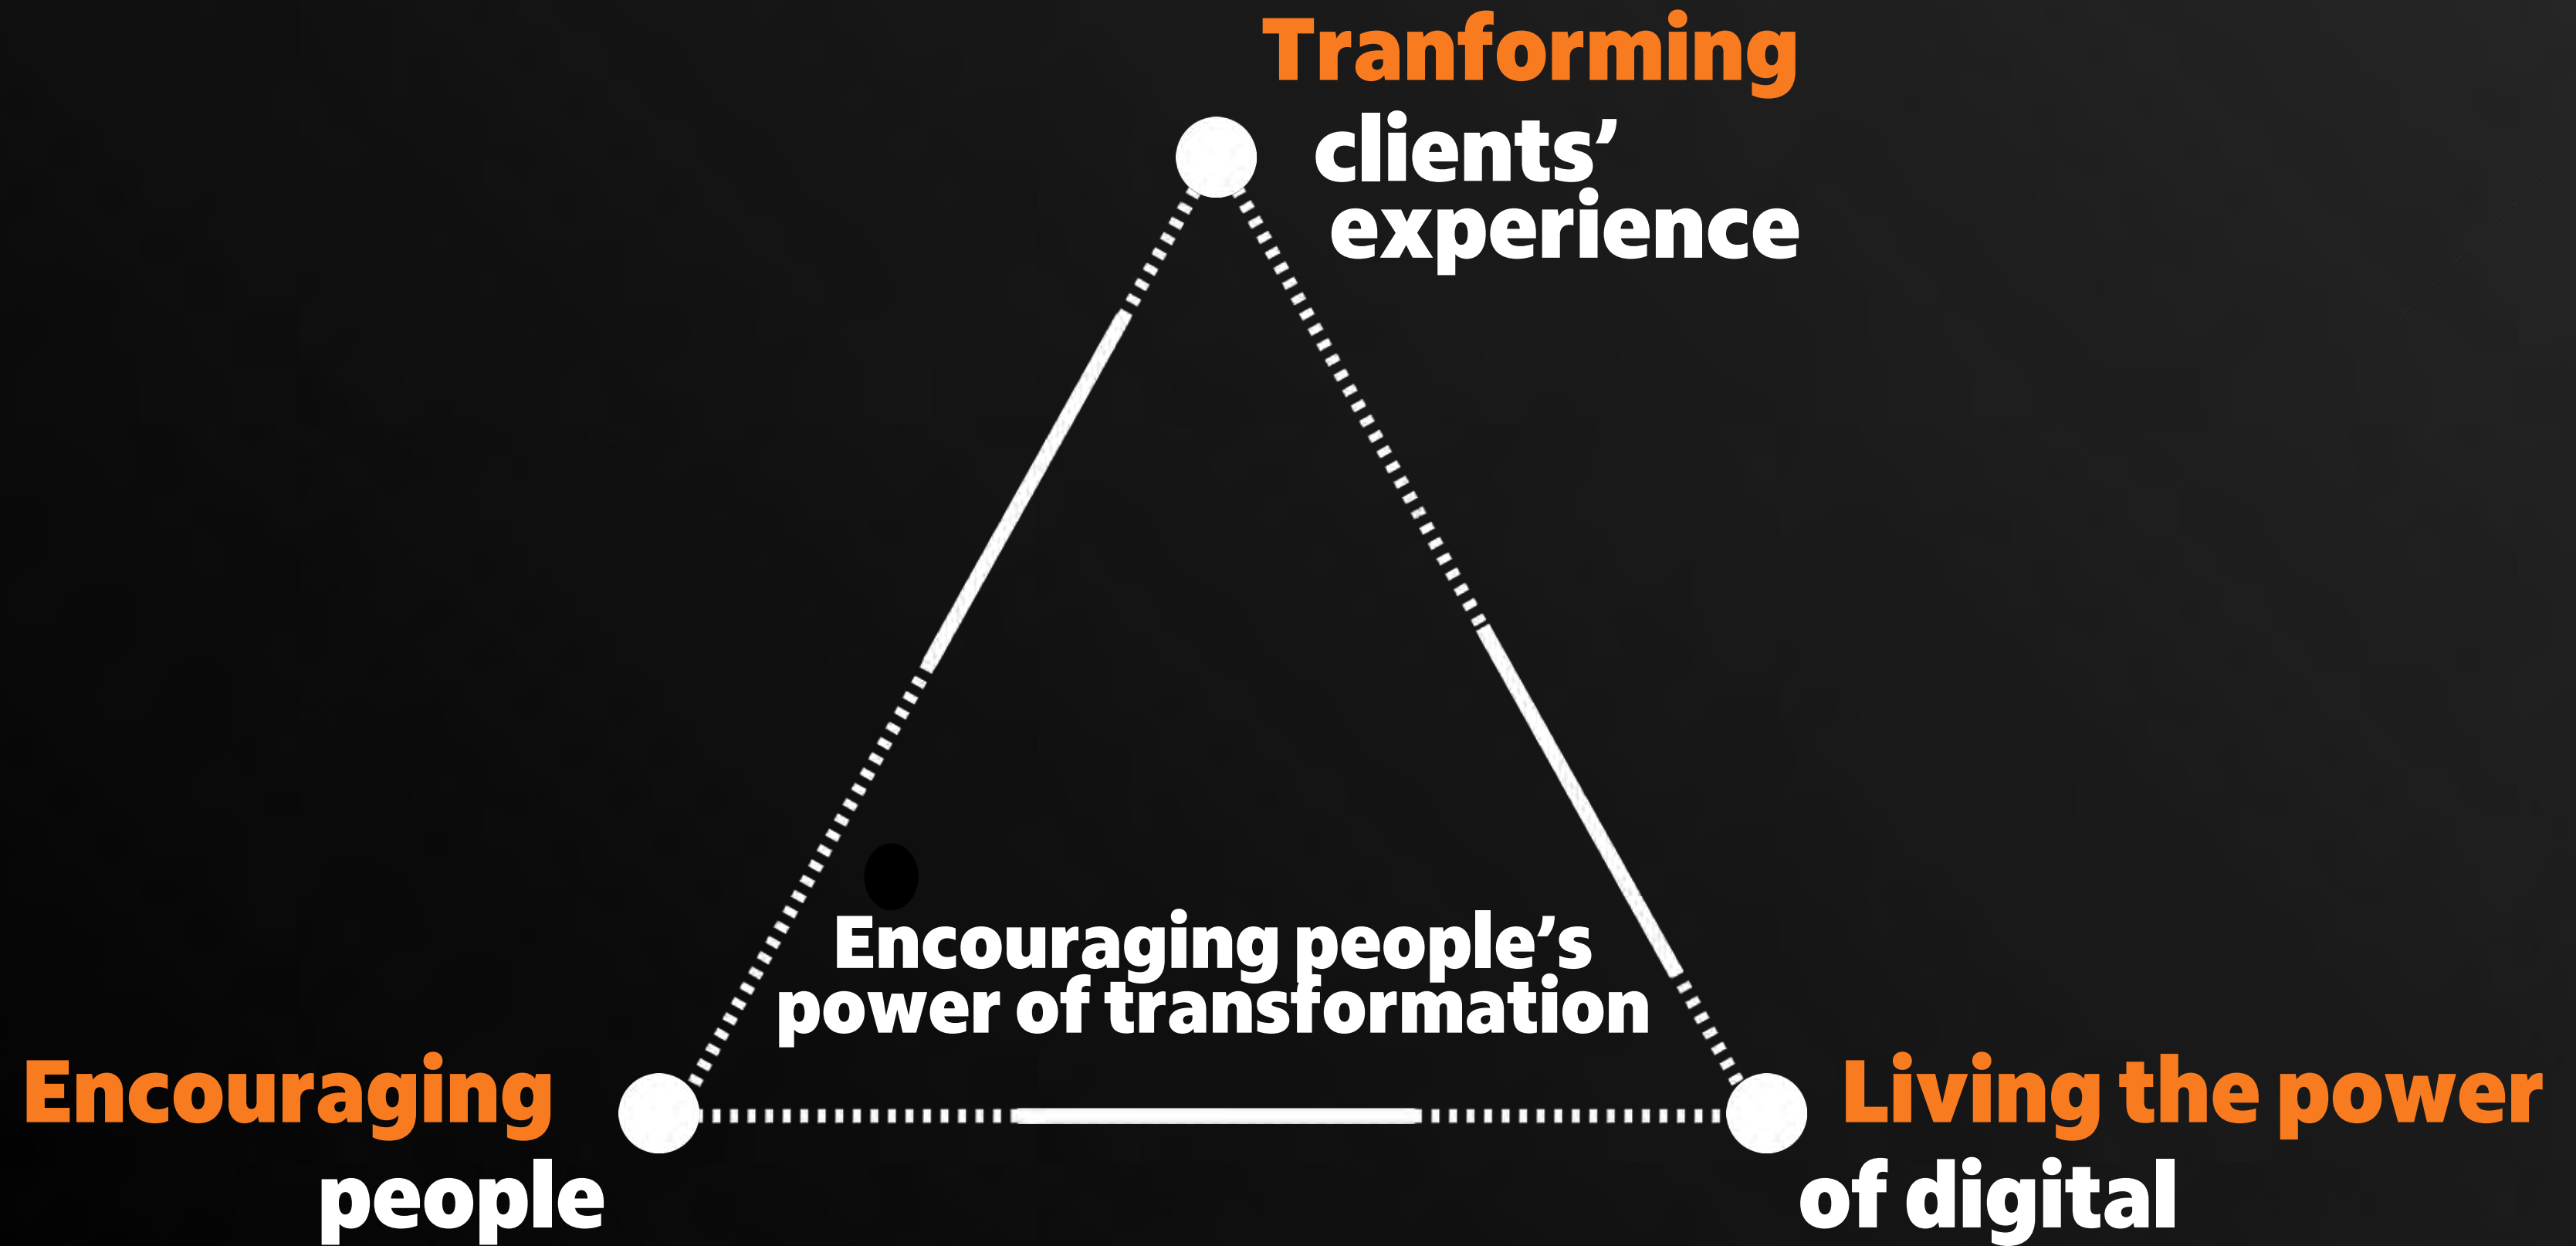 Tranforming
clients’
experience
Encouraging people’s
power of transformation
Encouraging
people
Living the power
of digital